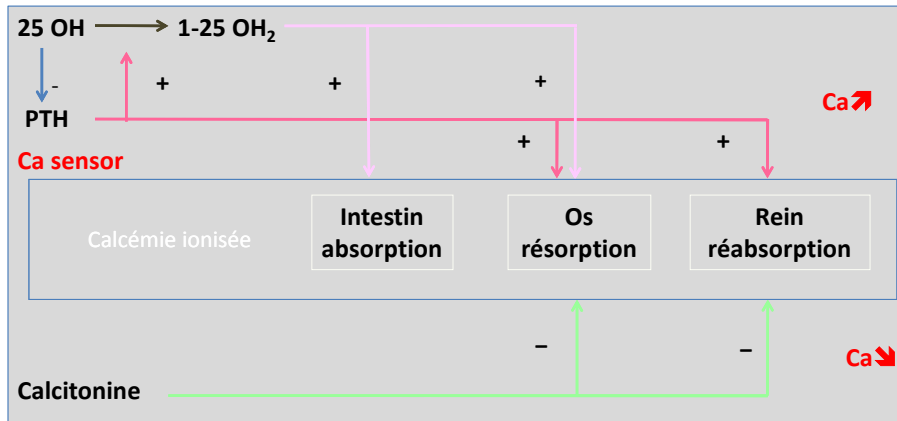 25 OH 1-25 OH₂
+ + +
-
Ca
PTH
+ +
Ca sensor
Intestin absorption
Os résorption
Rein réabsorption
Calcémie ionisée
– –
Ca
Calcitonine